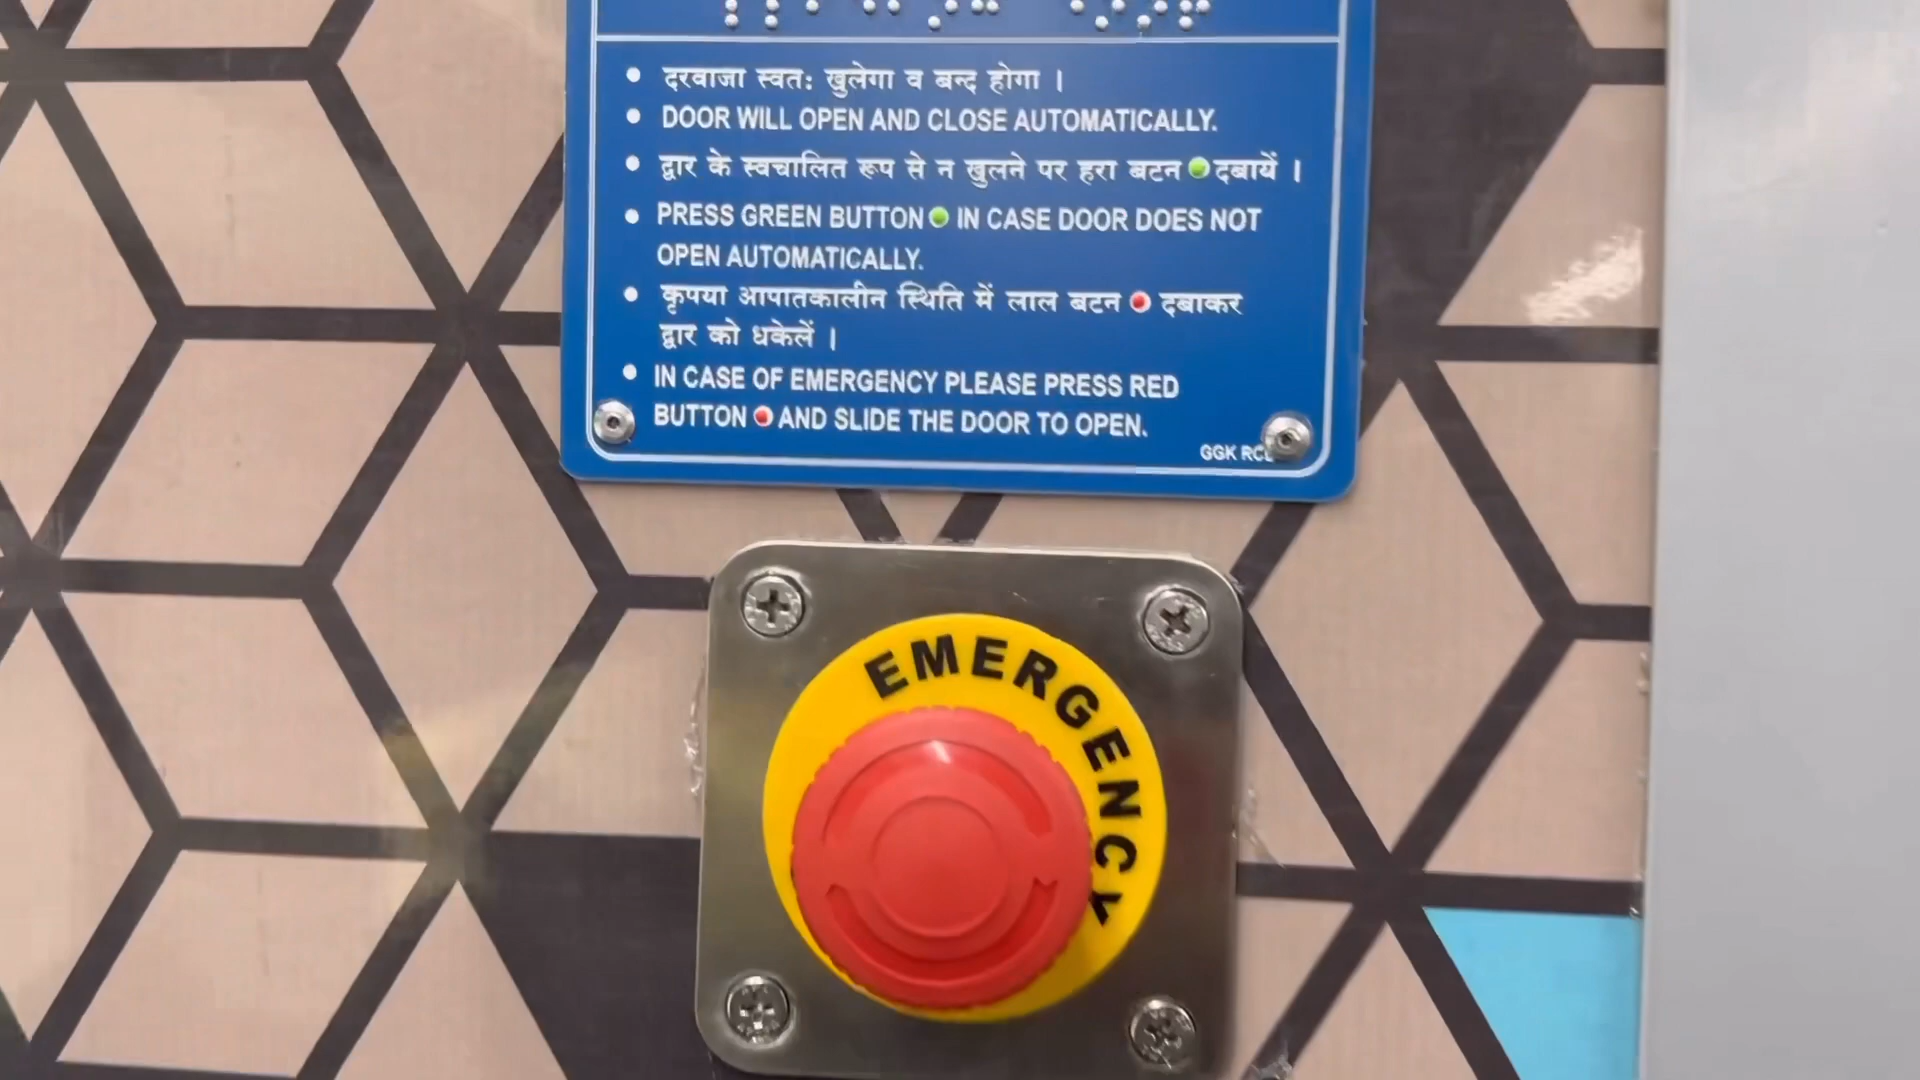 दरवाजा स्वतः खुलेगा व बन्द होगा ।
DOOR WILL OPEN AND CLOSE AUTOMATICALLY.
द्वार के स्वचालित रूप से न खुलने पर हरा बटन दबायें ।
PRESS GREEN BUTTON IN CASE DOOR DOES NOT
OPEN AUTOMATICALLY.
कृपया आपातकालीन स्थिति में लाल बटन दबाकर
द्वार को धकेलें ।
IN CASE OF EMERGENCY PLEASE PRESS RED
BUTTON AND SLIDE THE DOOR TO OPEN.
GGK
EMERGENCY